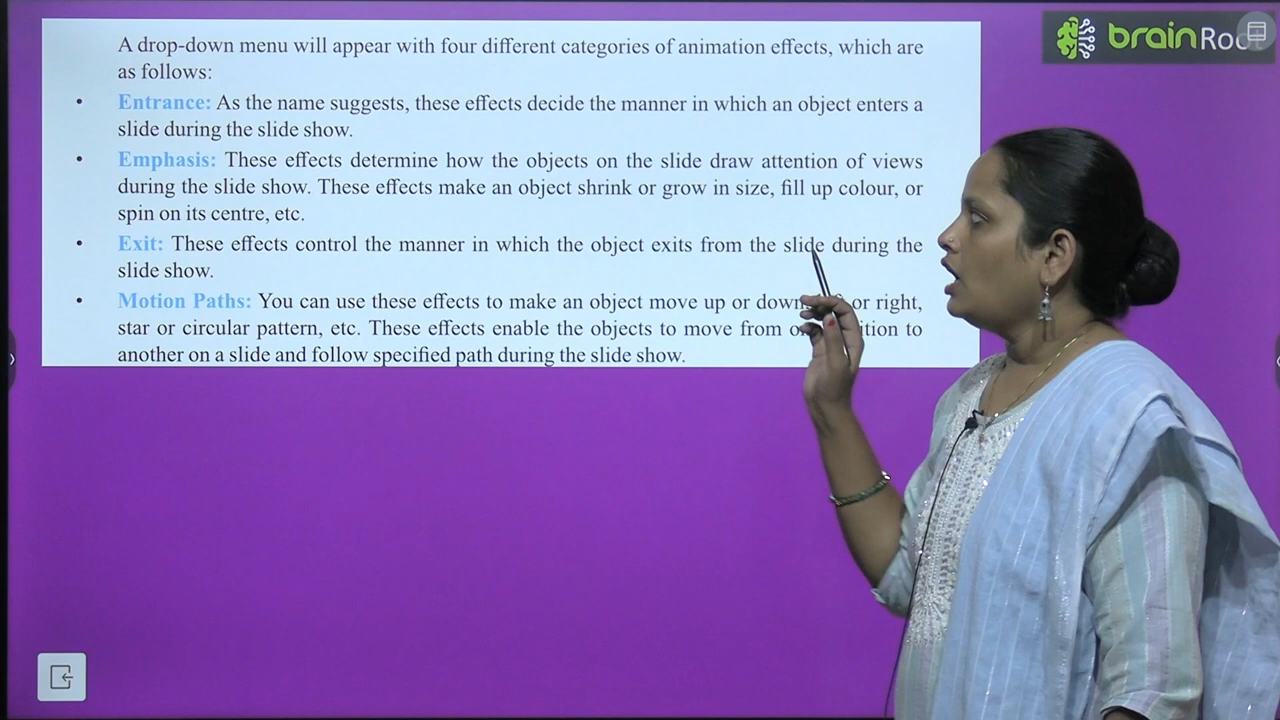 A drop-down menu will appear with four different categories of animation effects, which are
as follows:
• Entrance: As the name suggests, these effects decide the manner in which an object enters a
slide during the slide show.
• Emphasis: These effects determine how the objects on the slide draw attention of views
during the slide show. These effects make an object shrink or grow in size, fill up colour, or
spin on its centre, etc.
• Exit: These effects control the manner in which the object exits from the slide during the
slide show.
• Motion Paths: You can use these effects to make an object move up or down, or right,
star or circular pattern, etc. These effects enable the objects to move from to
another on a slide and follow specified path during the slide show.
brainRoot